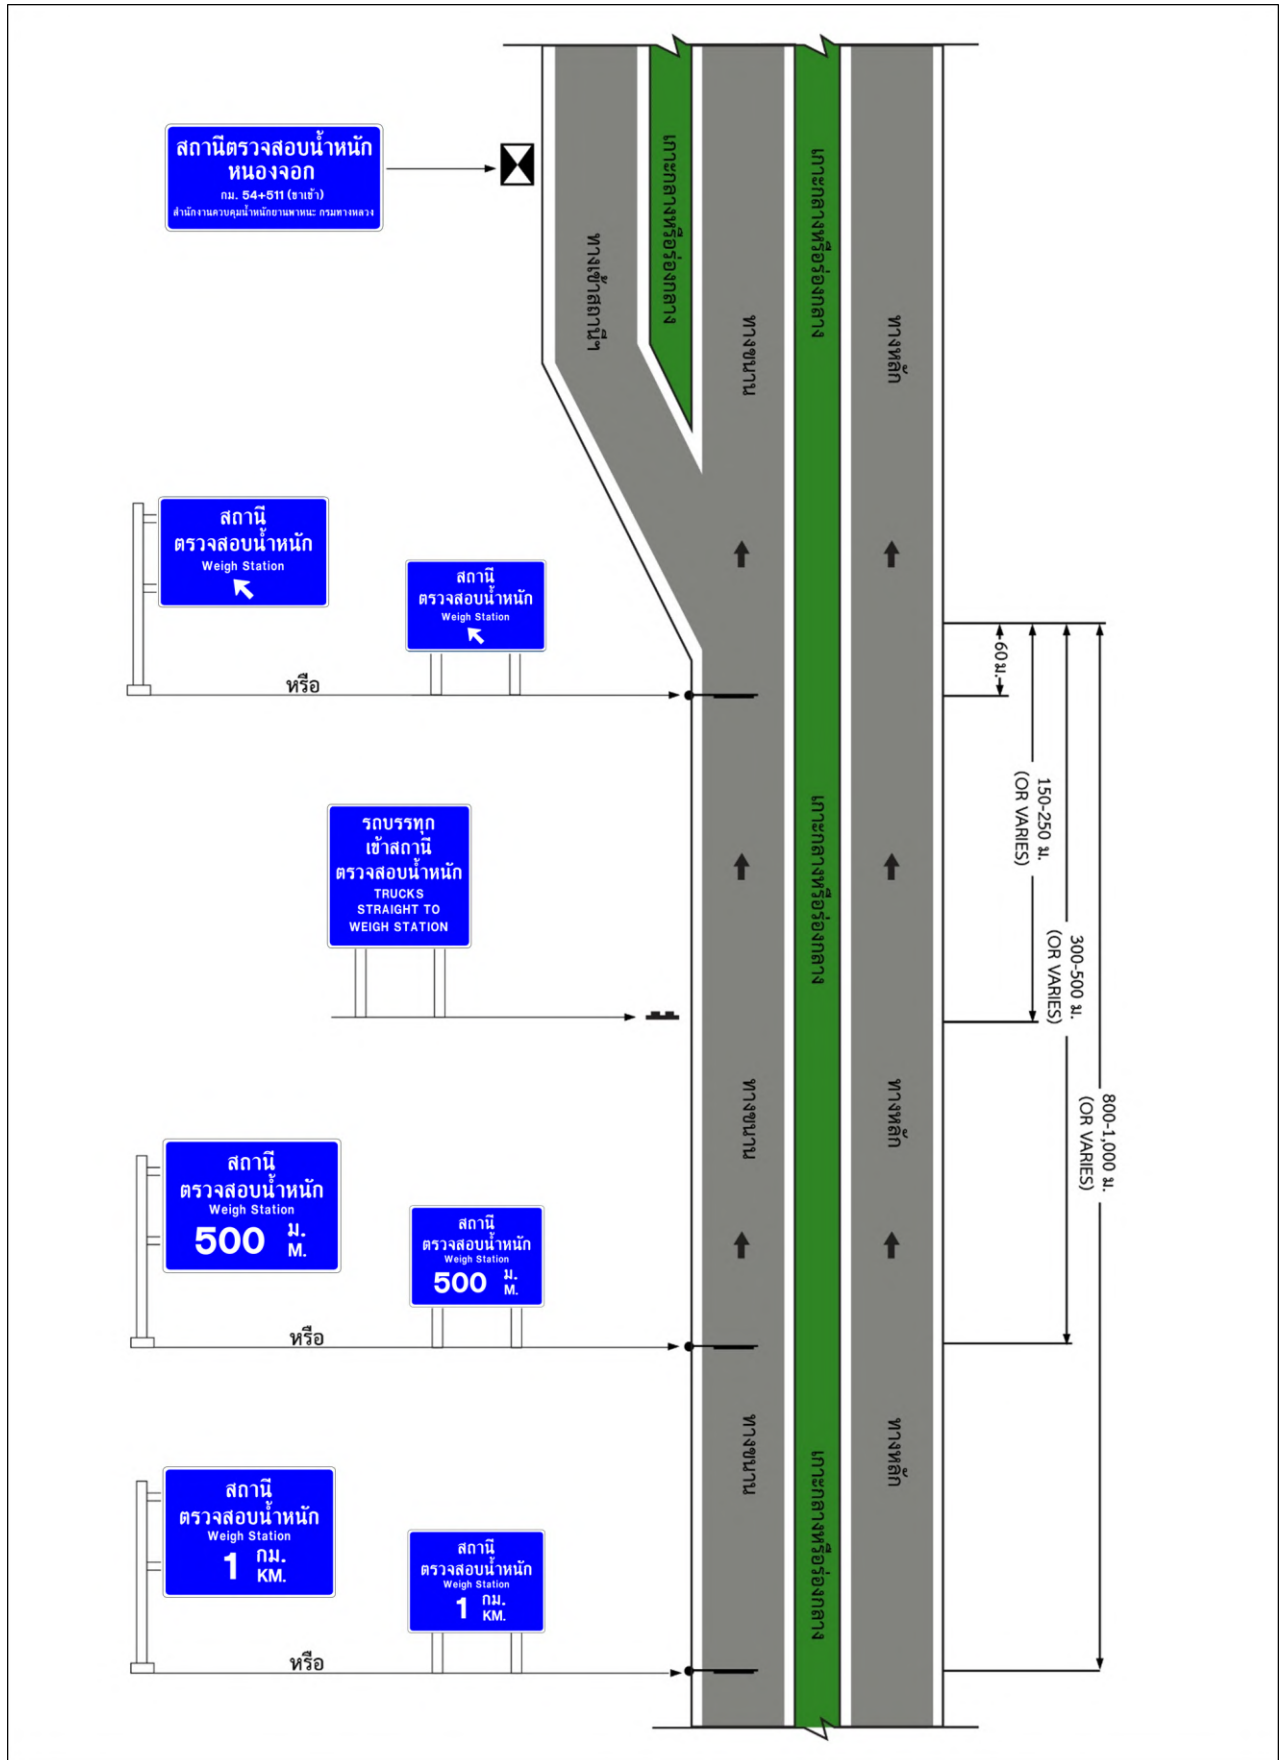 สถานีตรวจสอบน้ำหนัก
หนองจอก
กม. 54+511 (ขาเข้า)
สำนักงานควบคุมน้ำหนักยานพาหนะ กรมทางหลวง
เกาะกลางหรือร่องกลาง
เกาะกลางหรือร่องกลาง
ทางเข้าสถานีฯ
ทางขนาน
ทางหลัก
สถานี
ตรวจสอบน้ำหนัก
Weigh Station
สถานี
ตรวจสอบน้ำหนัก
Weigh Station
หรือ
60 ม.
150-250 ม.
(OR VARIES)
300-500 ม.
(OR VARIES)
800-1,000 ม.
(OR VARIES)
รถบรรทุก
เข้าสถานี
ตรวจสอบน้ำหนัก
TRUCKS
STRAIGHT TO
WEIGH STATION
เกาะกลางหรือร่องกลาง
ทางขนาน
ทางหลัก
สถานี
ตรวจสอบน้ำหนัก
Weigh Station
500 ม.
M.
สถานี
ตรวจสอบน้ำหนัก
Weigh Station
500 ม.
M.
หรือ
ทางขนาน
ทางหลัก
เกาะกลางหรือร่องกลาง
สถานี
ตรวจสอบน้ำหนัก
Weigh Station
1 กม.
KM.
สถานี
ตรวจสอบน้ำหนัก
Weigh Station
1 กม.
KM.
หรือ